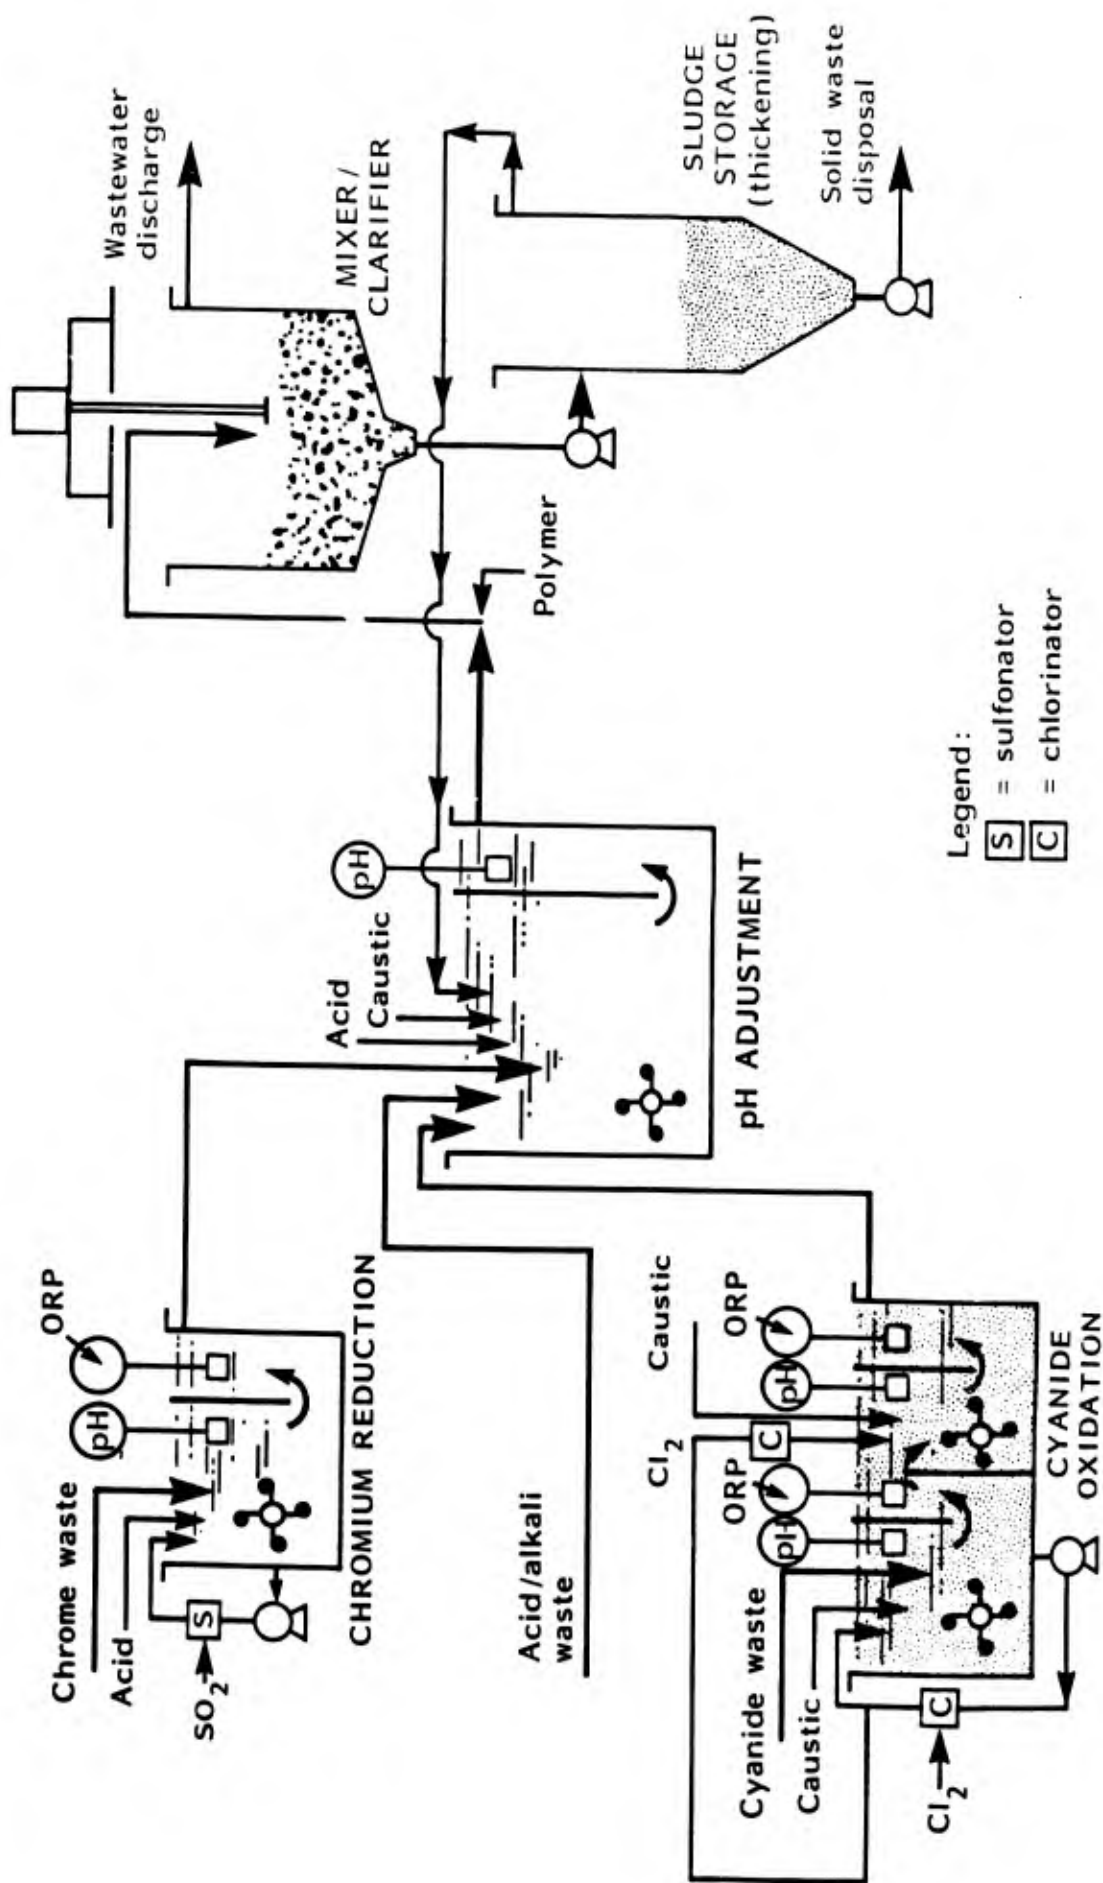 Chrome waste
Acid
SO2
pH
ORP
CHROMIUM REDUCTION
Acid/alkali
waste
Cyanide waste
Caustic
Cl2
pH
ORP
Cl2
Caustic
pH
ORP
CYANIDE
OXIDATION
S
C
C
Acid
Caustic
pH
pH ADJUSTMENT
Polymer
Wastewater
discharge
MIXER/
CLARIFIER
SLUDGE
STORAGE
(thickening)
Solid waste
disposal
Legend:
S = sulfonator
C = chlorinator